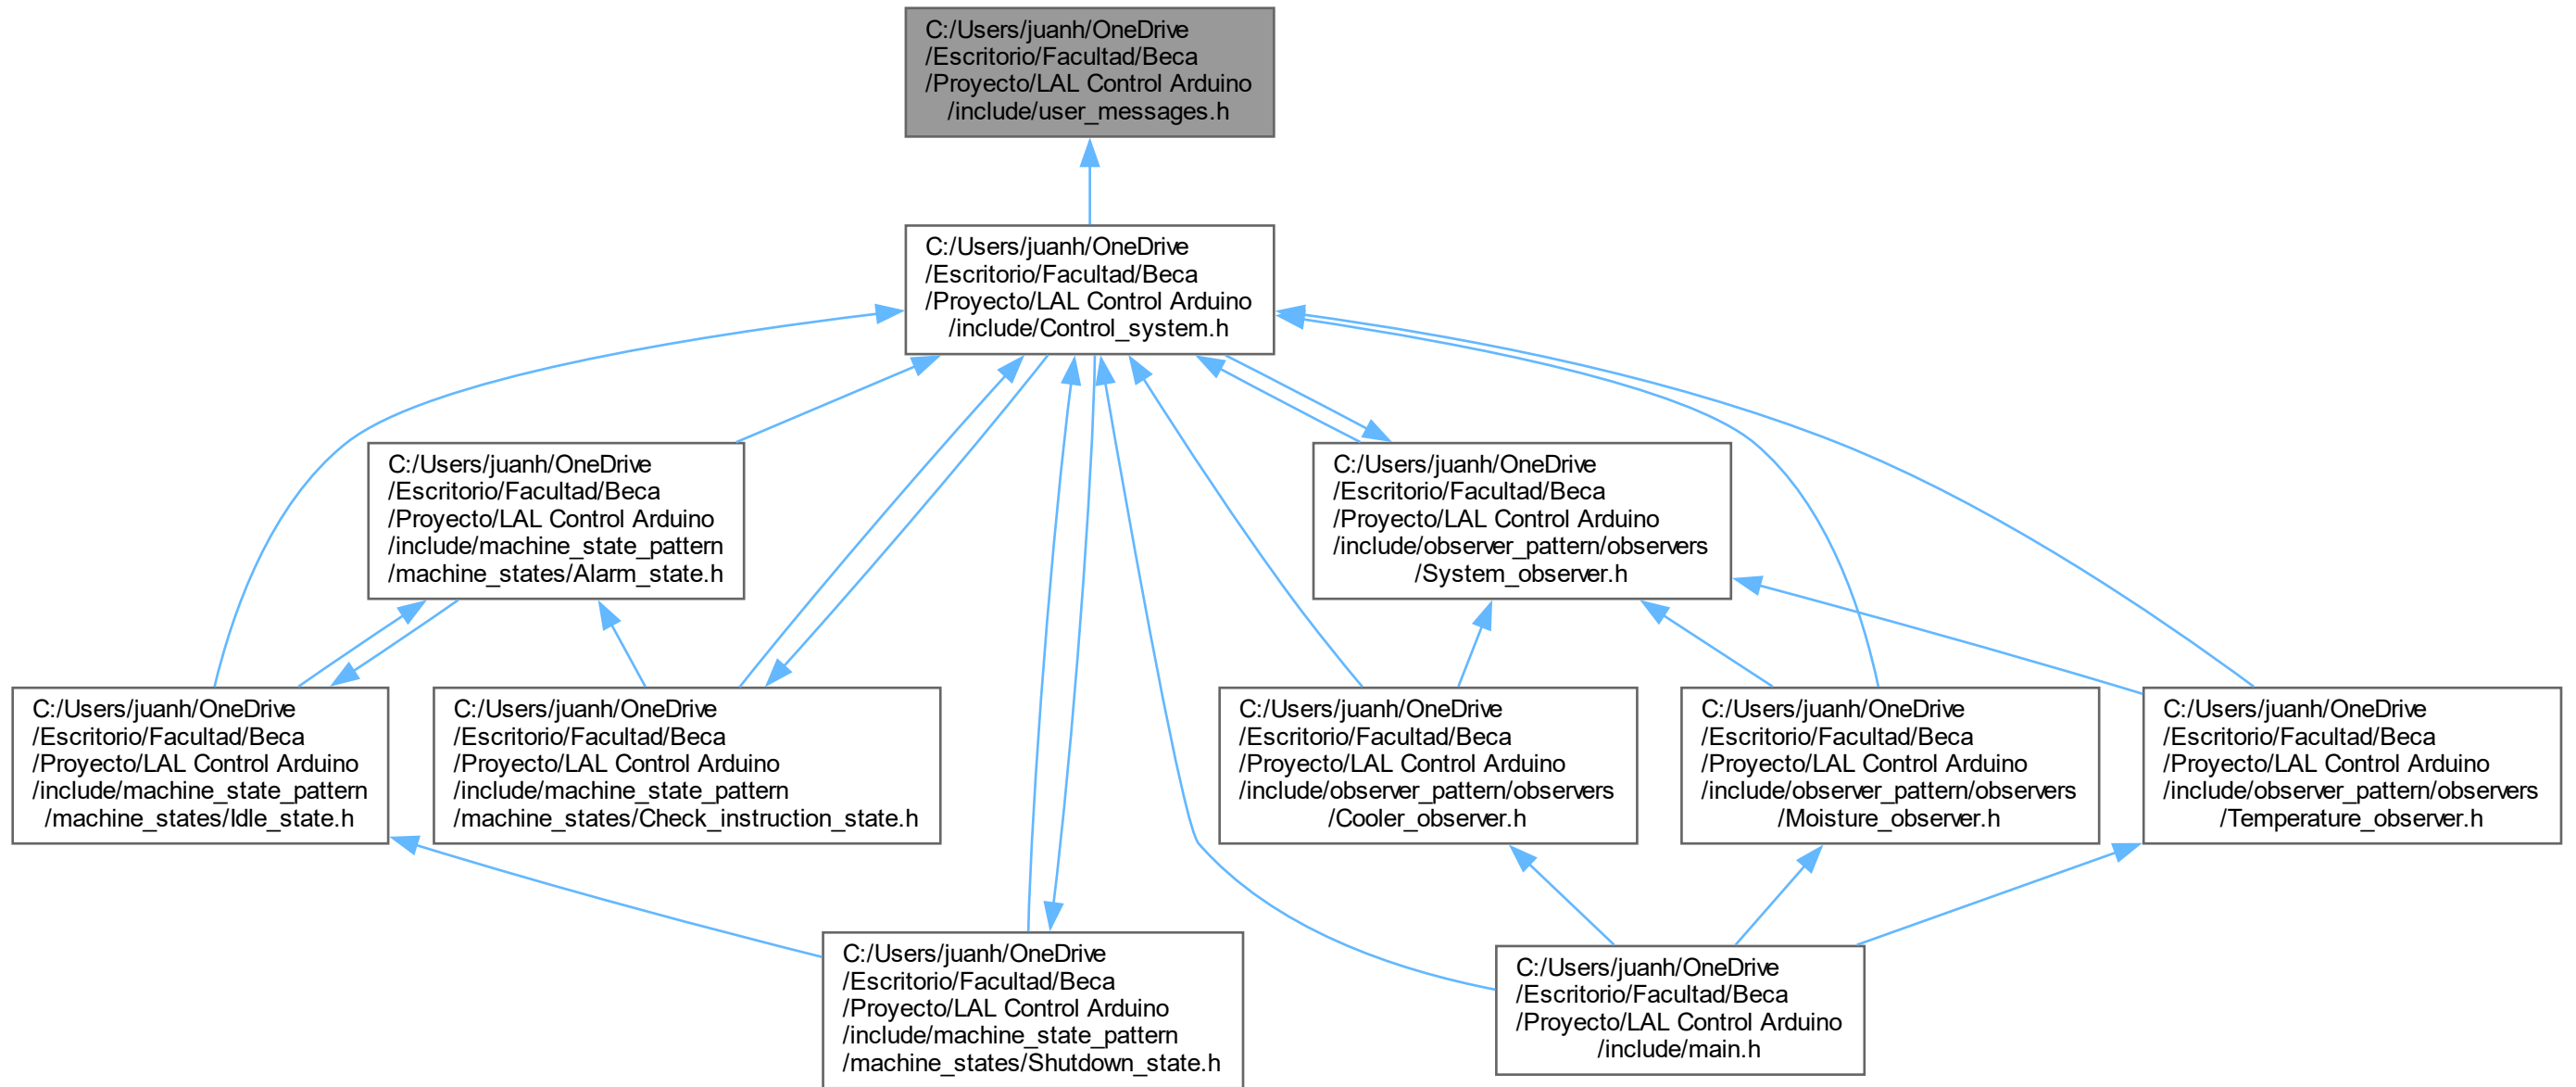 C:/Users/juanh/OneDrive
/Escritorio/Facultad/Beca
/Proyecto/LAL Control Arduino
/include/user_messages.h
C:/Users/juanh/OneDrive
/Escritorio/Facultad/Beca
/Proyecto/LAL Control Arduino
/include/Control_system.h
C:/Users/juanh/OneDrive
/Escritorio/Facultad/Beca
/Proyecto/LAL Control Arduino
/include/machine_state_pattern
/machine_states/Alarm_state.h
C:/Users/juanh/OneDrive
/Escritorio/Facultad/Beca
/Proyecto/LAL Control Arduino
/include/observer_pattern/observers
/System_observer.h
C:/Users/juanh/OneDrive
/Escritorio/Facultad/Beca
/Proyecto/LAL Control Arduino
/include/machine_state_pattern
/machine_states/Idle_state.h
C:/Users/juanh/OneDrive
/Escritorio/Facultad/Beca
/Proyecto/LAL Control Arduino
/include/machine_state_pattern
/machine_states/Check_instruction_state.h
C:/Users/juanh/OneDrive
/Escritorio/Facultad/Beca
/Proyecto/LAL Control Arduino
/include/observer_pattern/observers
/Cooler_observer.h
C:/Users/juanh/OneDrive
/Escritorio/Facultad/Beca
/Proyecto/LAL Control Arduino
/include/observer_pattern/observers
/Moisture_observer.h
C:/Users/juanh/OneDrive
/Escritorio/Facultad/Beca
/Proyecto/LAL Control Arduino
/include/observer_pattern/observers
/Temperature_observer.h
C:/Users/juanh/OneDrive
/Escritorio/Facultad/Beca
/Proyecto/LAL Control Arduino
/include/machine_state_pattern
/machine_states/Shutdown_state.h
C:/Users/juanh/OneDrive
/Escritorio/Facultad/Beca
/Proyecto/LAL Control Arduino
/include/main.h